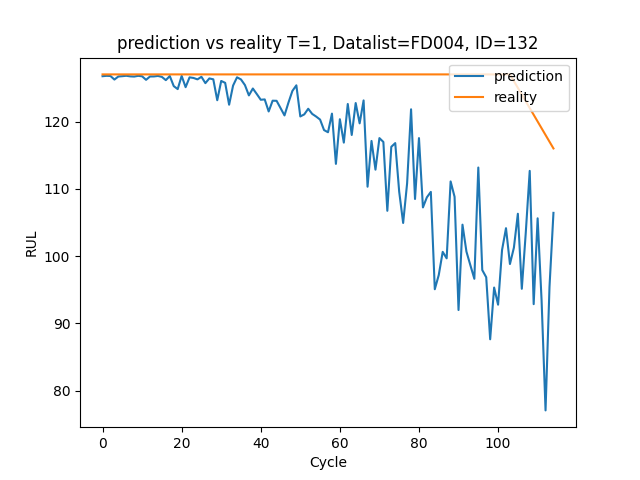 prediction vs reality T=1, Datalist=FD004, ID=132
prediction
reality
120
110
100
90
80
RUL
0 20 40 60 80 100
Cycle